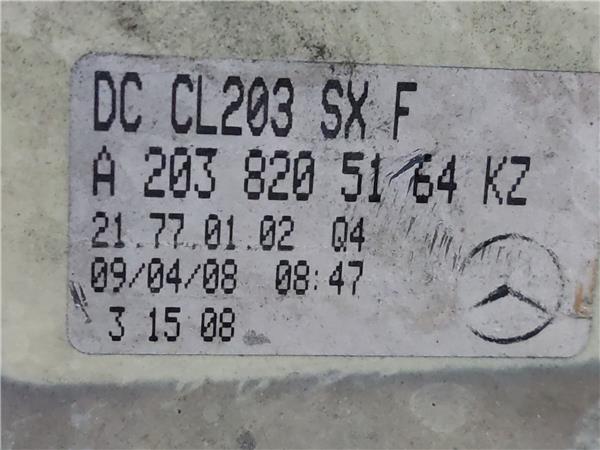 DC CL203 SX F
A 203 820 51 64 KZ
21.77.01.02 Q4
09/04/08 08:47
3 15 08